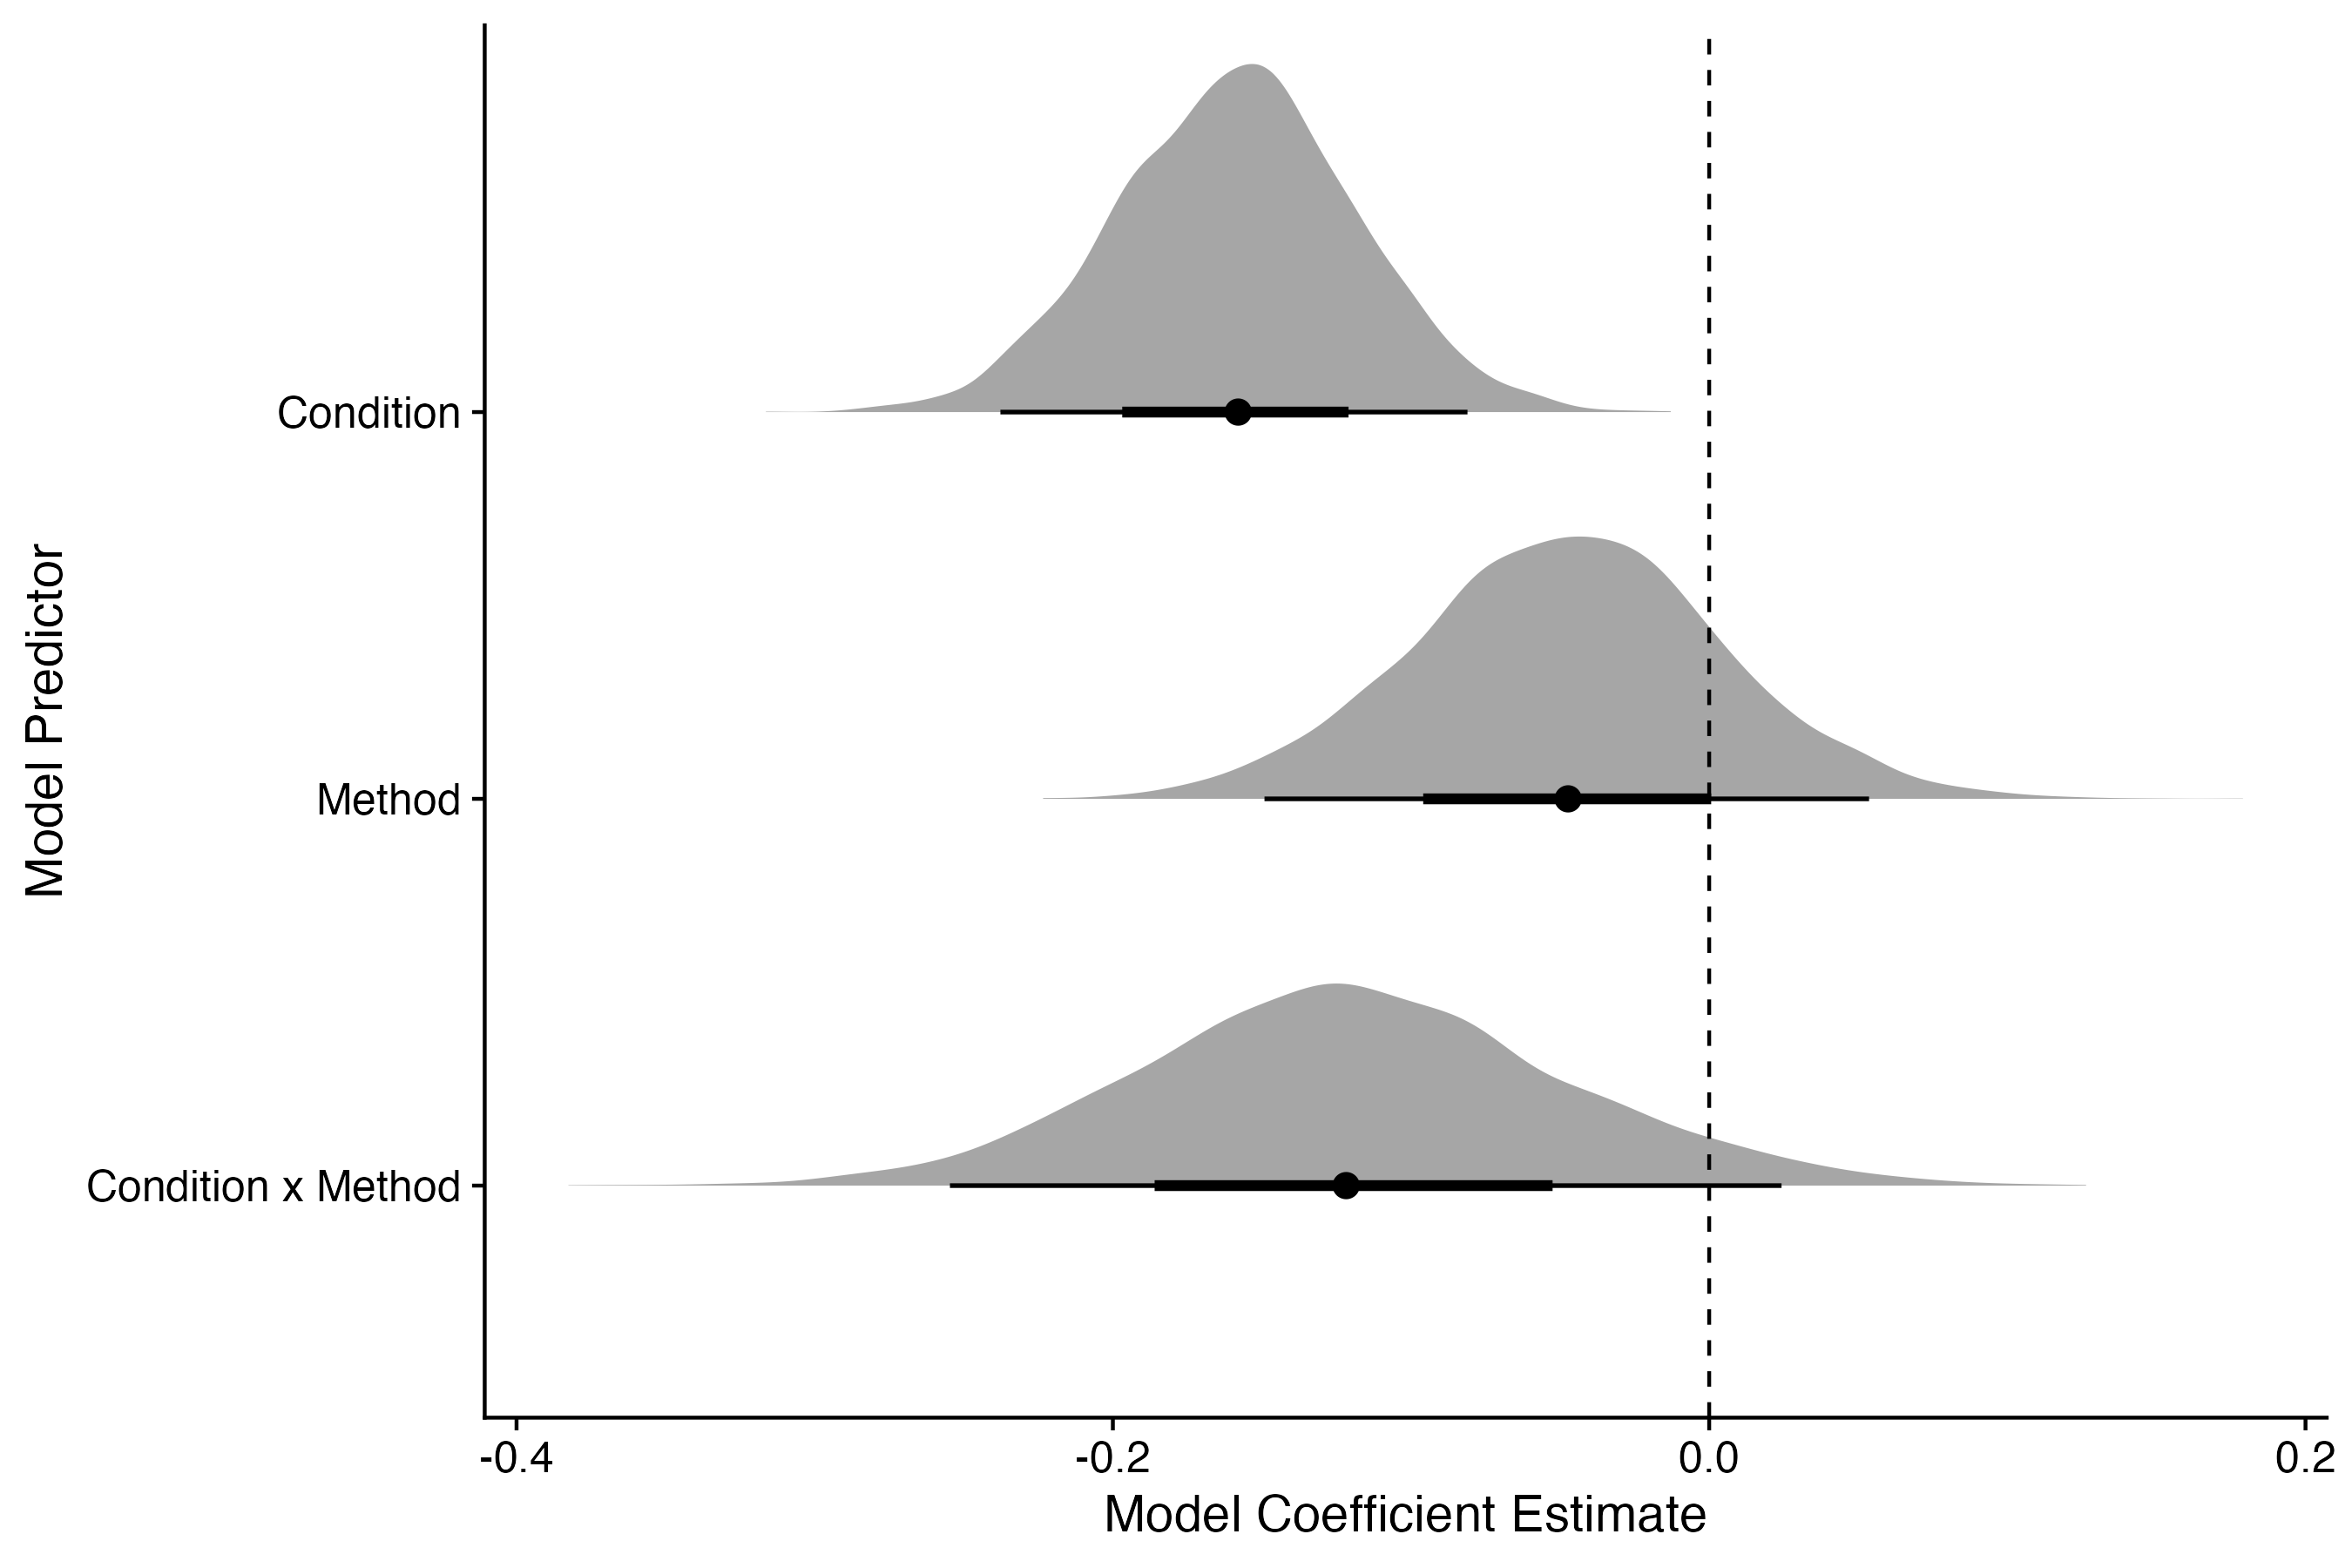 Model Predictor
Condition
Method
Condition x Method
-0.4 -0.2 0.0 0.2
Model Coefficient Estimate